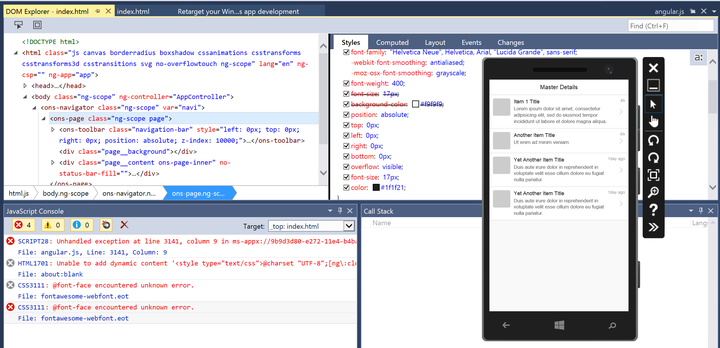 DOM Explorer - index.html
index.html
Retarget your Win...s app development
angular.js
Find (Ctrl+F)
<!DOCTYPE html>
<html class="js canvas borderradius boxshadow cssanimations csstransforms
csstransforms3d csstransitions svg no-overflowtouch ng-scope" lang="en" ng-
csp="" ng-app="app">
<head>...</head>
<body class="ng-scope" ng-controller="AppController">
<ons-navigator class="ng-scope" var="navi">
<ons-page class="ng-scope page">
<ons-toolbar class="navigation-bar" style="left: 0px; top: 0px;
right: 0px; position: absolute; z-index: 10000;">...</ons-toolbar>
<div class="page__background"></div>
<div class="page__content ons-page-inner" no-
status-bar-fill="">...</div>
</ons-page>
html.js
body.ng-scope
ons-navigator.n...
ons-page.ng-sc...
Styles
Computed
Layout
Events
Changes
a:
font-family: "Helvetica Neue", Helvetica, Arial, "Lucida Grande", sans-serif;
-webkit-font-smoothing: antialiased;
-moz-osx-font-smoothing: grayscale;
font-weight: 400;
font-size: 17px;
background-color: #f9f9f9;
position: absolute;
top: 0px;
left: 0px;
right: 0px;
bottom: 0px;
overflow: visible;
font-size: 17px;
color: #1f1f21;
Master Details
Item 1 Title
4h
Lorem ipsum dolor sit amet, consectetur
adipisicing elit, sed do eiusmod tempor
incididunt ut labore et dolore magna aliqua.
Another Item Title
6h
Ut enim ad minim veniam.
Yet Another Item Title
1day ago
Duis aute irure dolor in reprehenderit in
voluptate velit esse cillum dolore eu fugiat
nulla pariatur.
Yet Another Item Title
1day ago
Duis aute irure dolor in reprehenderit in
voluptate velit esse cillum dolore eu fugiat
nulla pariatur.
JavaScript Console
4
0
0
Target:
_top: index.html
SCRIPT28: Unhandled exception at line 3141, column 9 in ms-appx://9b9d3d80-e272-11e4-b4b
File: angular.js, Line: 3141, Column: 9
HTML1701: Unable to add dynamic content '<style type="text/css">@charset "UTF-8";[ng\:cl
File: about:blank
CSS3111: @font-face encountered unknown error.
File: fontawesome-webfont.eot
CSS3111: @font-face encountered unknown error.
File: fontawesome-webfont.eot
Call Stack
Name
Lang